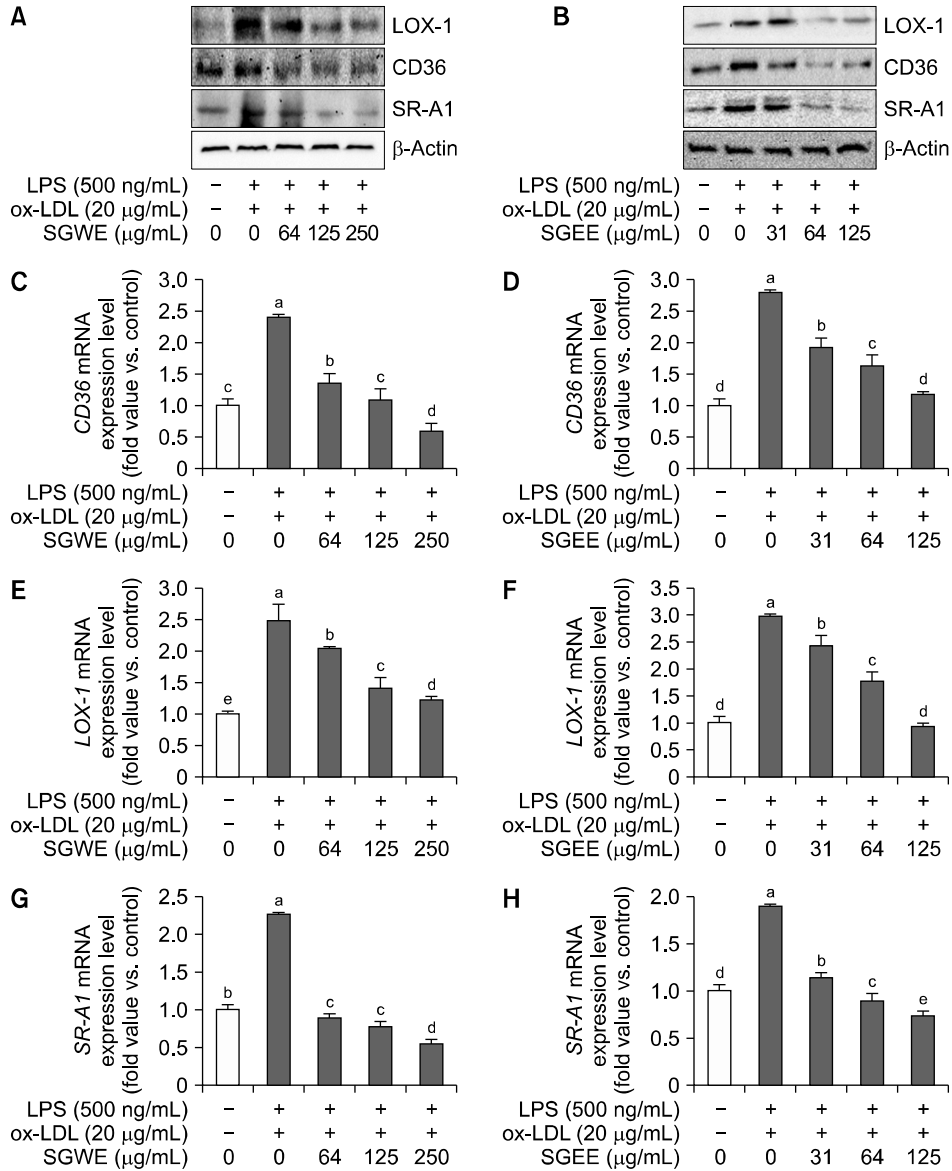 A
LOX-1
CD36
SR-A1
β-Actin
LPS (500 ng/mL) – + + + +
ox-LDL (20 μg/mL) – + + + +
SGWE (μg/mL) 0 0 64 125 250
B
LOX-1
CD36
SR-A1
β-Actin
LPS (500 ng/mL) – + + + +
ox-LDL (20 μg/mL) – + + + +
SGEE (μg/mL) 0 0 31 64 125
C
CD36 mRNA
expression level
(fold value vs. control)
3.0
2.5
2.0
1.5
1.0
0.5
0
c a b c d
LPS (500 ng/mL) – + + + +
ox-LDL (20 μg/mL) – + + + +
SGWE (μg/mL) 0 0 64 125 250
D
CD36 mRNA
expression level
(fold value vs. control)
3.0
2.5
2.0
1.5
1.0
0.5
0
d a b c d
LPS (500 ng/mL) – + + + +
ox-LDL (20 μg/mL) – + + + +
SGEE (μg/mL) 0 0 31 64 125
E
LOX-1 mRNA
expression level
(fold value vs. control)
3.0
2.5
2.0
1.5
1.0
0.5
0
e a b c d
LPS (500 ng/mL) – + + + +
ox-LDL (20 μg/mL) – + + + +
SGWE (μg/mL) 0 0 64 125 250
F
LOX-1 mRNA
expression level
(fold value vs. control)
3.5
3.0
2.5
2.0
1.5
1.0
0.5
0
d a b c d
LPS (500 ng/mL) – + + + +
ox-LDL (20 μg/mL) – + + + +
SGEE (μg/mL) 0 0 31 64 125
G
SR-A1 mRNA
expression level
(fold value vs. control)
2.5
2.0
1.5
1.0
0.5
0
b a c c d
LPS (500 ng/mL) – + + + +
ox-LDL (20 μg/mL) – + + + +
SGWE (μg/mL) 0 0 64 125 250
H
SR-A1 mRNA
expression level
(fold value vs. control)
2.0
1.5
1.0
0.5
0
d a b c e
LPS (500 ng/mL) – + + + +
ox-LDL (20 μg/mL) – + + + +
SGEE (μg/mL) 0 0 31 64 125